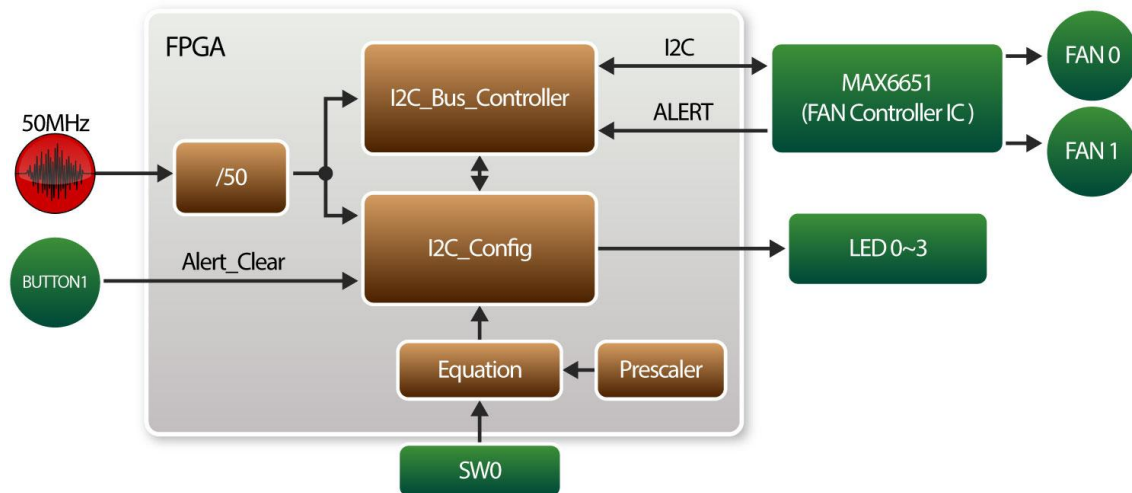 FPGA
50MHz
/50
I2C_Bus_Controller
I2C
ALERT
MAX6651
(FAN Controller IC )
FAN 0
FAN 1
BUTTON1
Alert_Clear
I2C_Config
LED 0~3
Equation
Prescaler
SW0